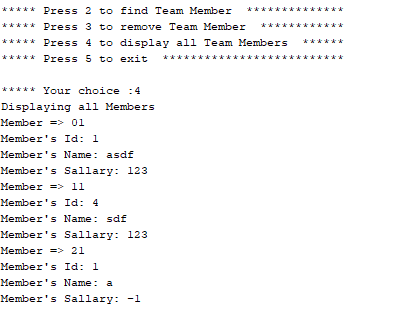 ***** Press 2 to find Team Member  ***************
***** Press 3 to remove Team Member  *************
***** Press 4 to display all Team Members  ******
***** Press 5 to exit  ****************************
***** Your choice :4
Displaying all Members
Member => 01
Member's Id: 1
Member's Name: asdf
Member's Sallary: 123
Member => 11
Member's Id: 4
Member's Name: sdf
Member's Sallary: 123
Member => 21
Member's Id: 1
Member's Name: a
Member's Sallary: -1